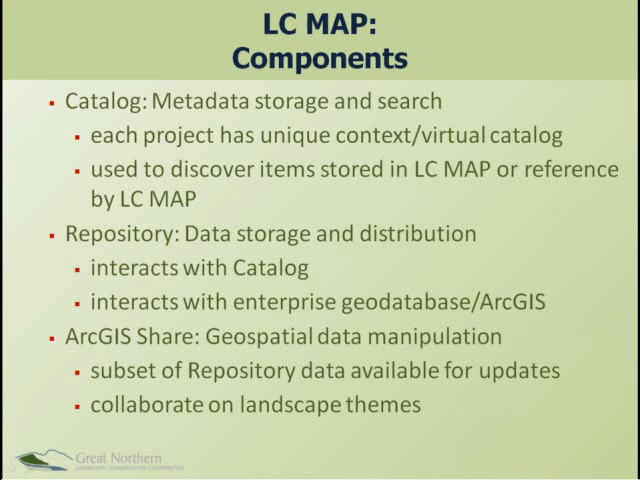 LC MAP:
Components
▪ Catalog: Metadata storage and search
▪ each project has unique context/virtual catalog
▪ used to discover items stored in LC MAP or reference
by LC MAP
▪ Repository: Data storage and distribution
▪ interacts with Catalog
▪ interacts with enterprise geodatabase/ArcGIS
▪ ArcGIS Share: Geospatial data manipulation
▪ subset of Repository data available for updates
▪ collaborate on landscape themes
Great Northern
LANDSCAPE CONSERVATION COOPERATIVE